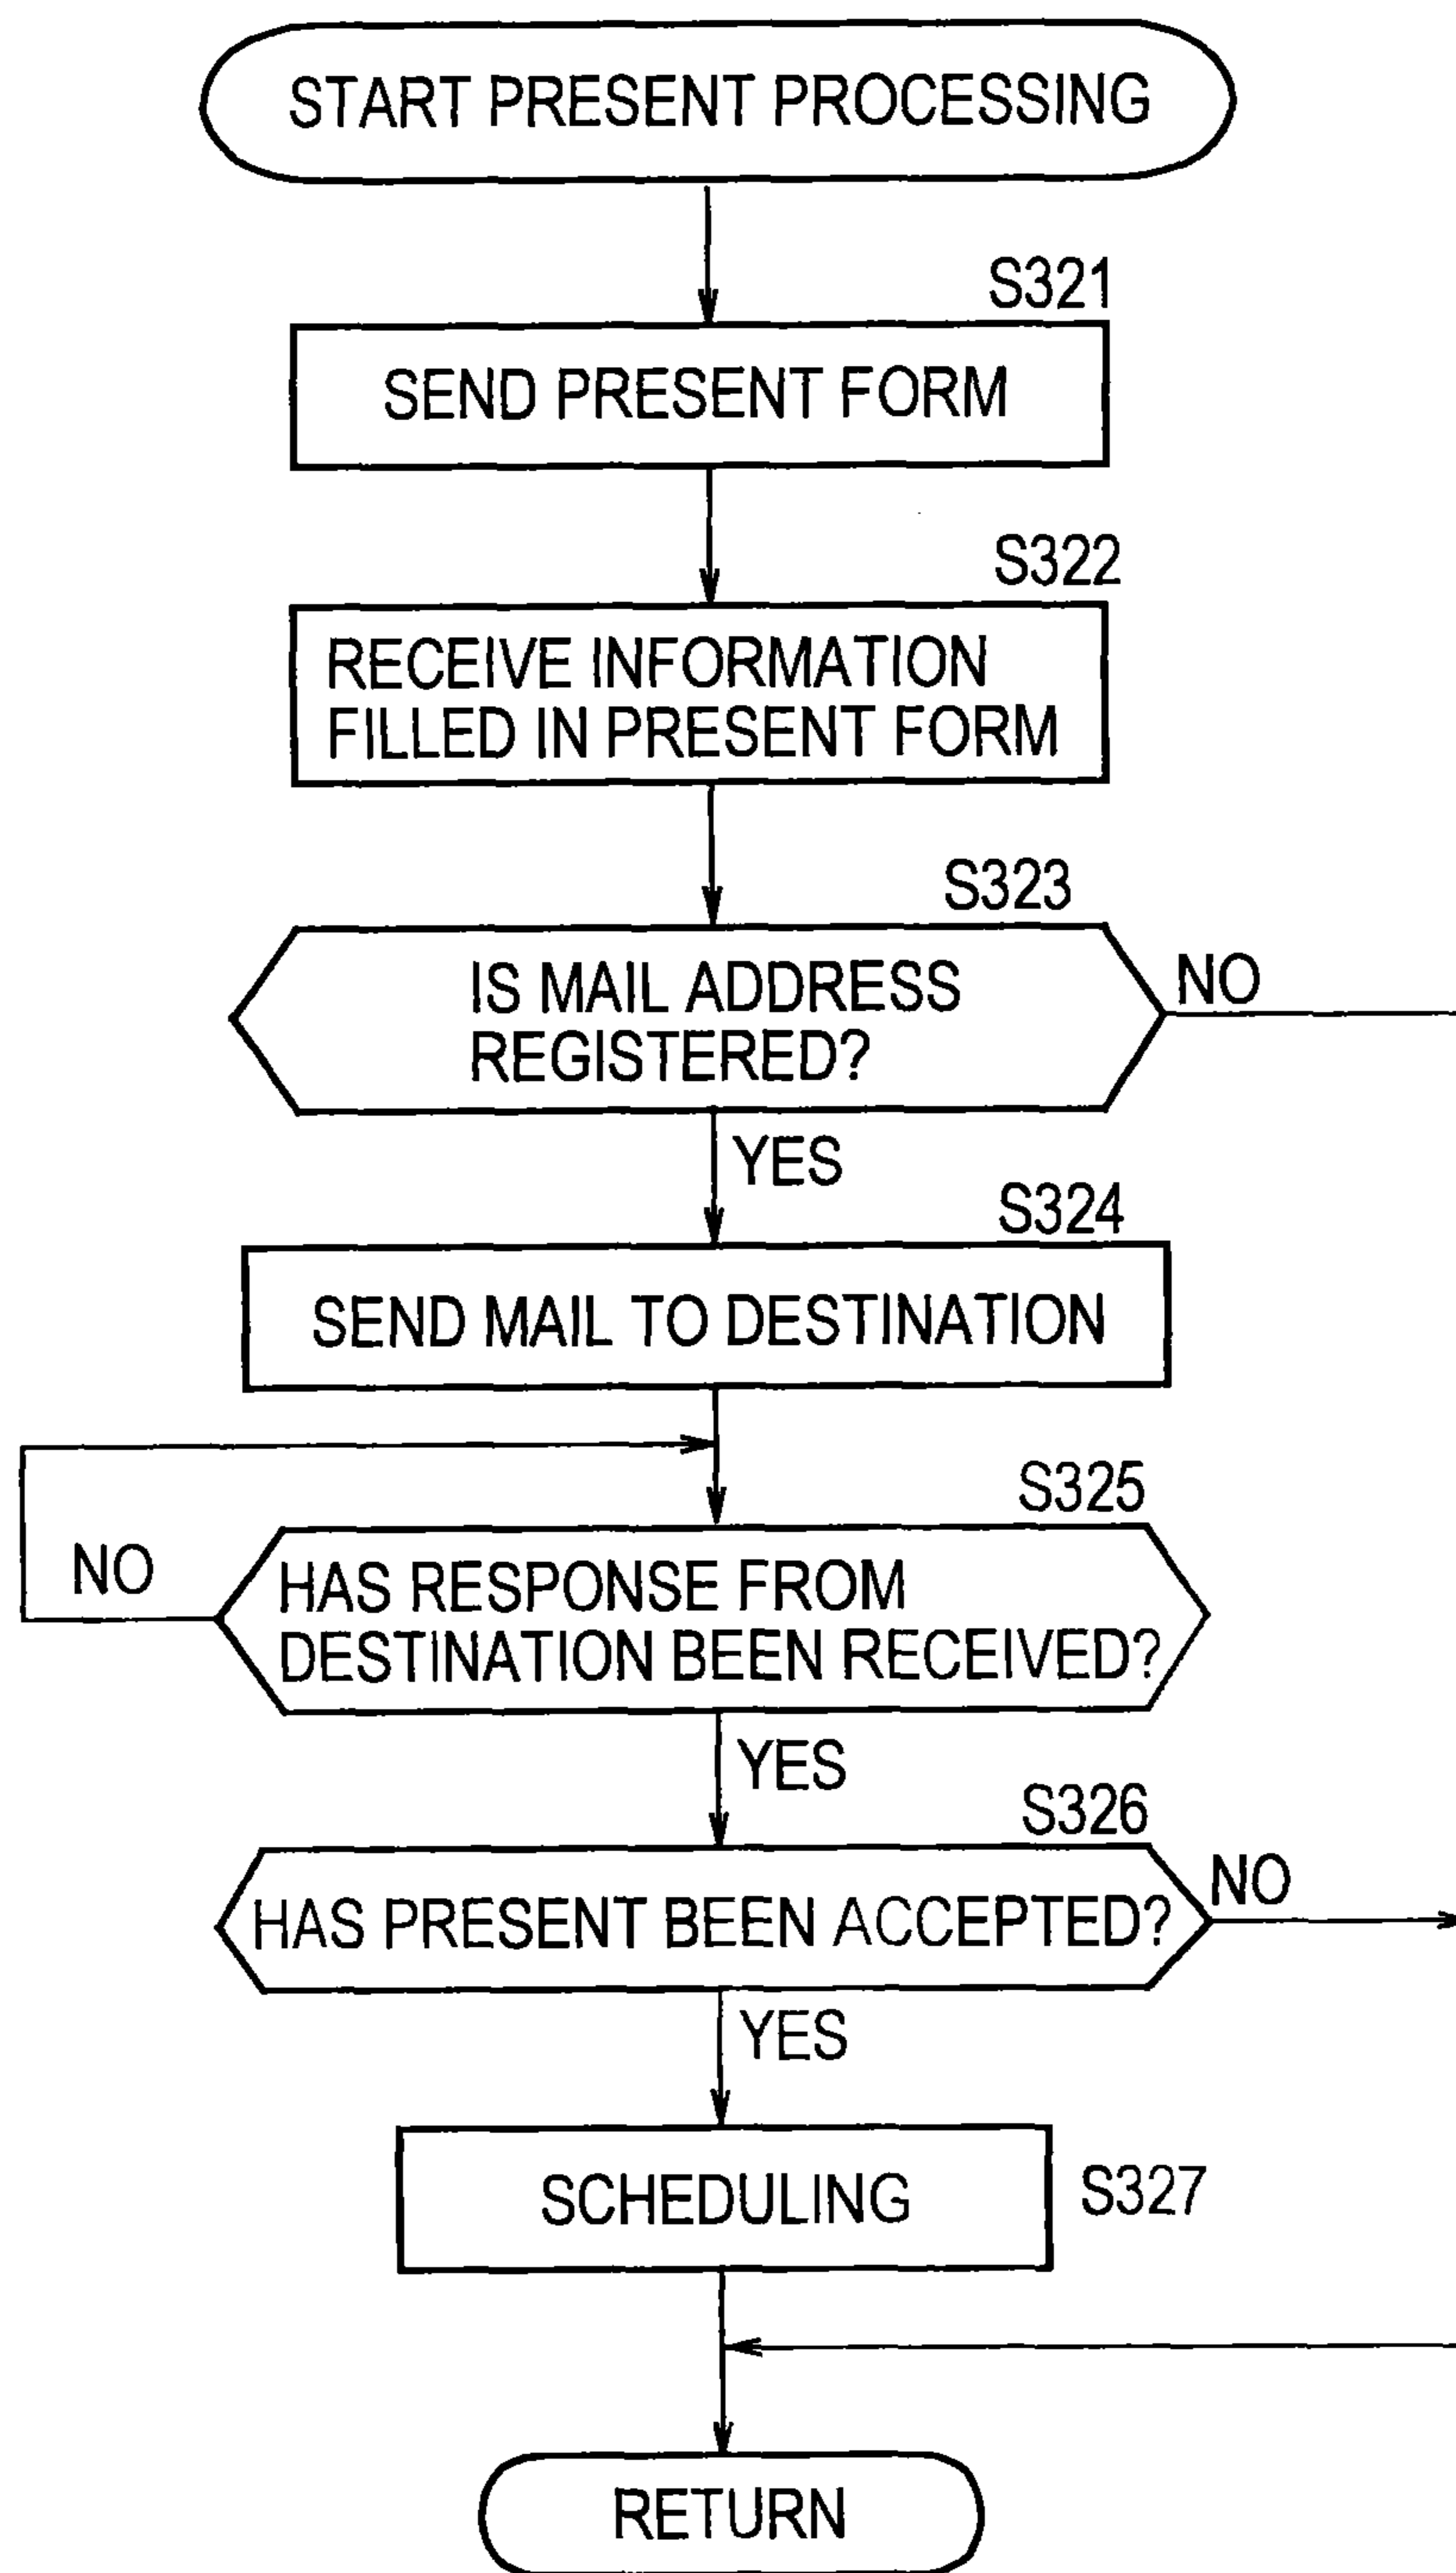 START PRESENT PROCESSING
S321
SEND PRESENT FORM
S322
RECEIVE INFORMATION
FILLED IN PRESENT FORM
S323
IS MAIL ADDRESS
REGISTERED?
NO
YES
S324
SEND MAIL TO DESTINATION
S325
NO
HAS RESPONSE FROM
DESTINATION BEEN RECEIVED?
YES
S326
HAS PRESENT BEEN ACCEPTED?
NO
YES
SCHEDULING
S327
RETURN